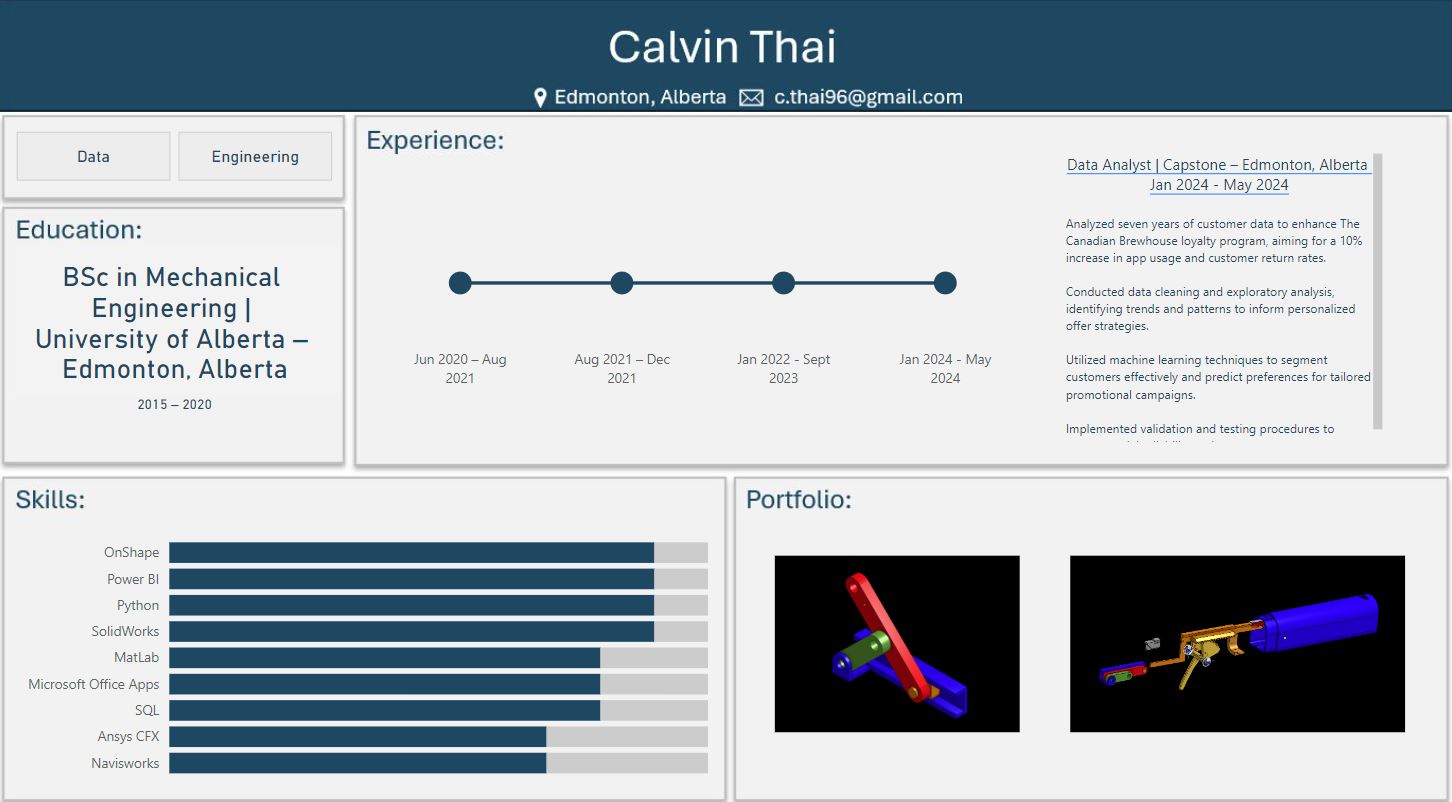 Calvin Thai
Edmonton, Alberta c.thai96@gmail.com
Data
Engineering
Education:
BSc in Mechanical
Engineering |
University of Alberta –
Edmonton, Alberta
2015 – 2020
Experience:
Jun 2020 – Aug
2021
Aug 2021 – Dec
2021
Jan 2022 - Sept
2023
Jan 2024 - May
2024
Data Analyst | Capstone – Edmonton, Alberta
Jan 2024 - May 2024
Analyzed seven years of customer data to enhance The
Canadian Brewhouse loyalty program, aiming for a 10%
increase in app usage and customer return rates.
Conducted data cleaning and exploratory analysis,
identifying trends and patterns to inform personalized
offer strategies.
Utilized machine learning techniques to segment
customers effectively and predict preferences for tailored
promotional campaigns.
Implemented validation and testing procedures to
Skills:
OnShape
Power BI
Python
SolidWorks
MatLab
Microsoft Office Apps
SQL
Ansys CFX
Navisworks
Portfolio: